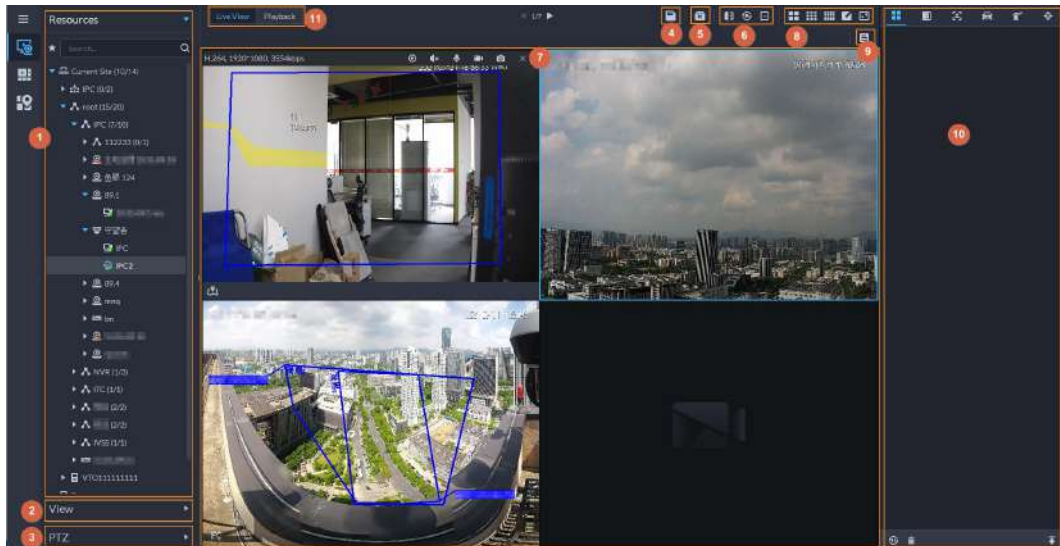 Resources
Live View Playback
11
1/7
4
5
6
8
9
Search...
H.264, 1920*1080, 3554kbps
7
Current Site (10/14)
IPC (0/2)
root (15/20)
IPC (7/10)
1
112233 (0/1)
10
鱼眼 124
89.1
IPC
IPC2
89.4
bm
NVR (1/3)
ITC (1/1)
(2/2)
(2/2)
IVSS (1/1)
VTO111111111
2
View
3
PTZ